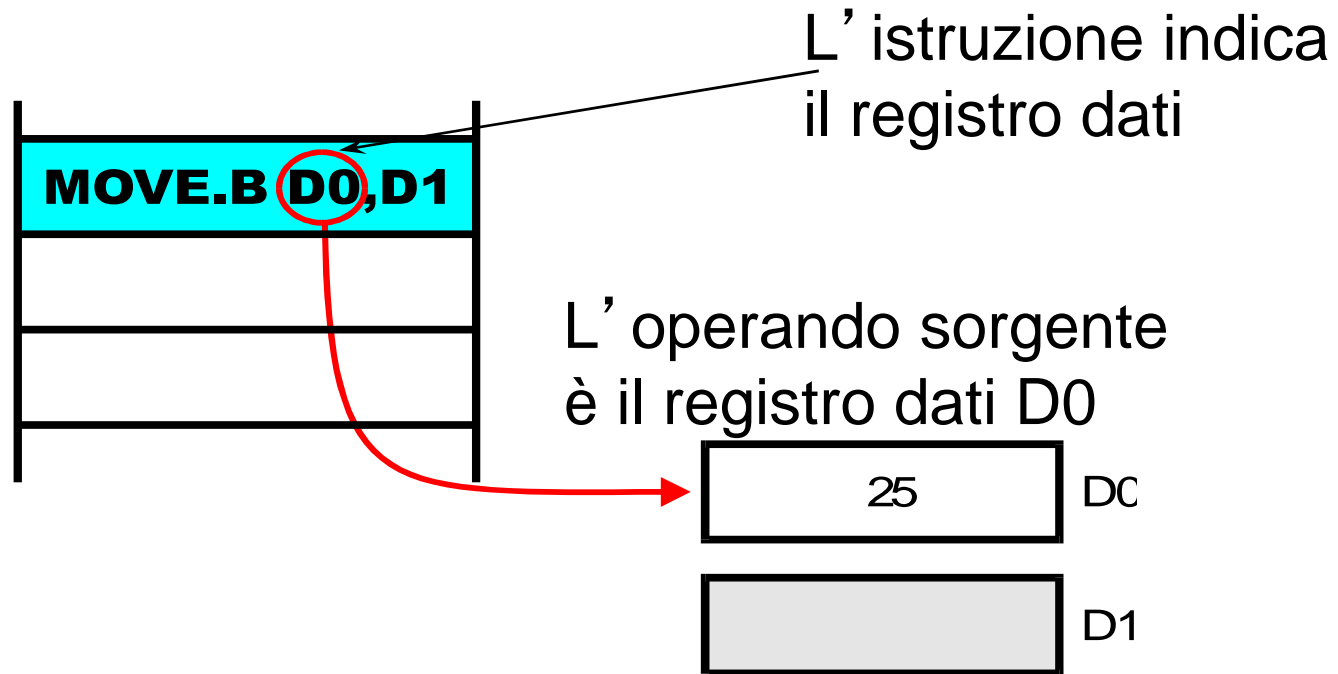 L’istruzione indica
il registro dati
MOVE.B D0,D1
L’operando sorgente
è il registro dati D0
25 D0
D1